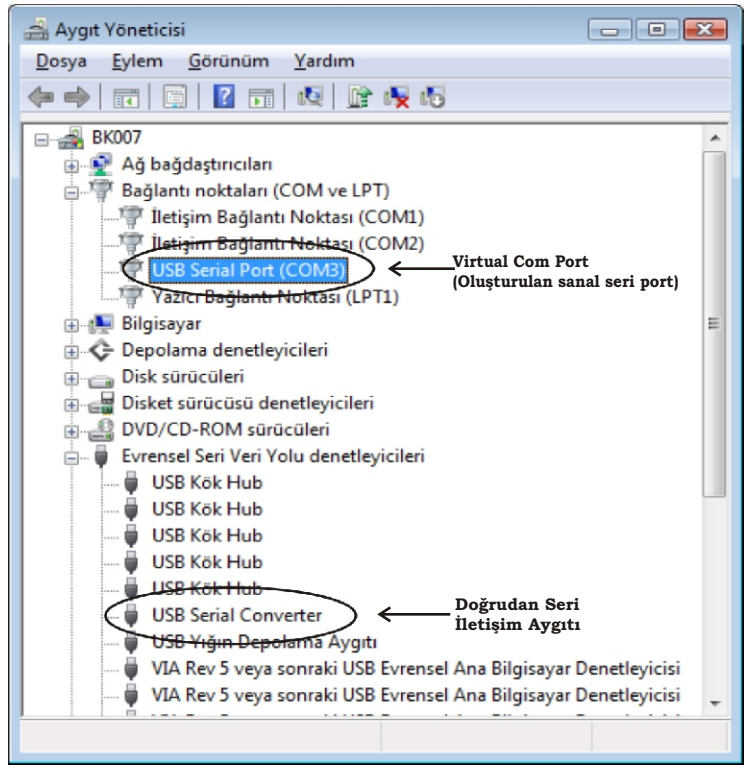 Aygıt Yöneticisi
Dosya Eylem Görünüm Yardım
BK007
Ağ bağdaştırıcıları
Bağlantı noktaları (COM ve LPT)
İletişim Bağlantı Noktası (COM1)
İletişim Bağlantı Noktası (COM2)
USB Serial Port (COM3)
Virtual Com Port
(Oluşturulan sanal seri port)
Yazıcı Bağlantı Noktası (LPT1)
Bilgisayar
Depolama denetleyicileri
Disk sürücüleri
Disket sürücüsü denetleyicileri
DVD/CD-ROM sürücüleri
Evrensel Seri Veri Yolu denetleyicileri
USB Kök Hub
USB Kök Hub
USB Kök Hub
USB Kök Hub
USB Kök Hub
USB Serial Converter
Doğrudan Seri
İletişim Aygıtı
USB Yığın Depolama Aygıtı
VIA Rev 5 veya sonraki USB Evrensel Ana Bilgisayar Denetleyicisi
VIA Rev 5 veya sonraki USB Evrensel Ana Bilgisayar Denetleyicisi